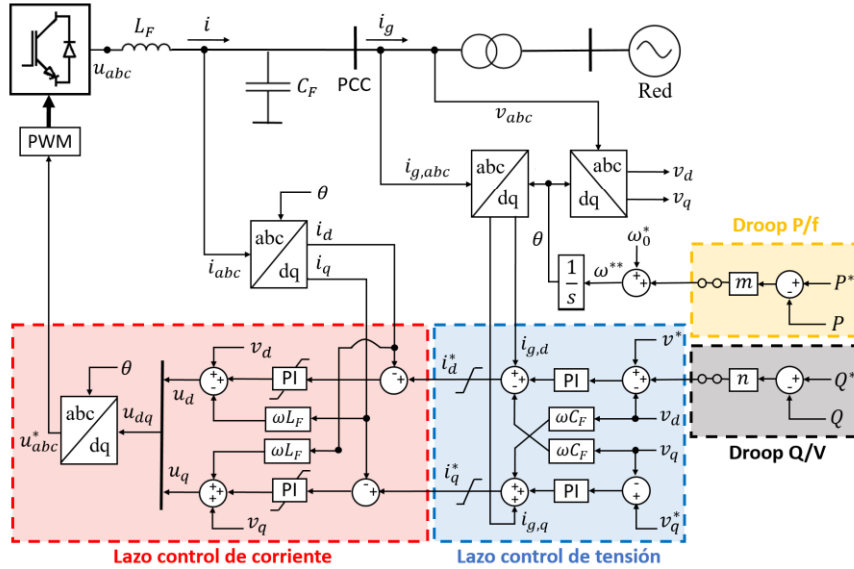 L_F
i
i_g
u_abc
C_F
PCC
Red
PWM
v_abc
i_g,abc
abc
dq
abc
dq
v_d
v_q
θ
i_abc
abc
dq
i_d
i_q
θ
1
s
ω**
ω_0*
+
+
Droop P/f
m
-
-
P*
P
v_d
+
-
-
PI
-
+
i_d*
i_g,d
+
+
-
PI
v*
+
+
-
n
-
-
Q*
Q
Droop Q/V
θ
abc
dq
u_abc*
u_dq
u_d
u_q
ωL_F
ωL_F
ωC_F
ωC_F
v_d
v_q
+
+
PI
-
+
i_q*
+
+
PI
-
+
v_q
i_g,q
v_q*
Lazo control de corriente
Lazo control de tensión